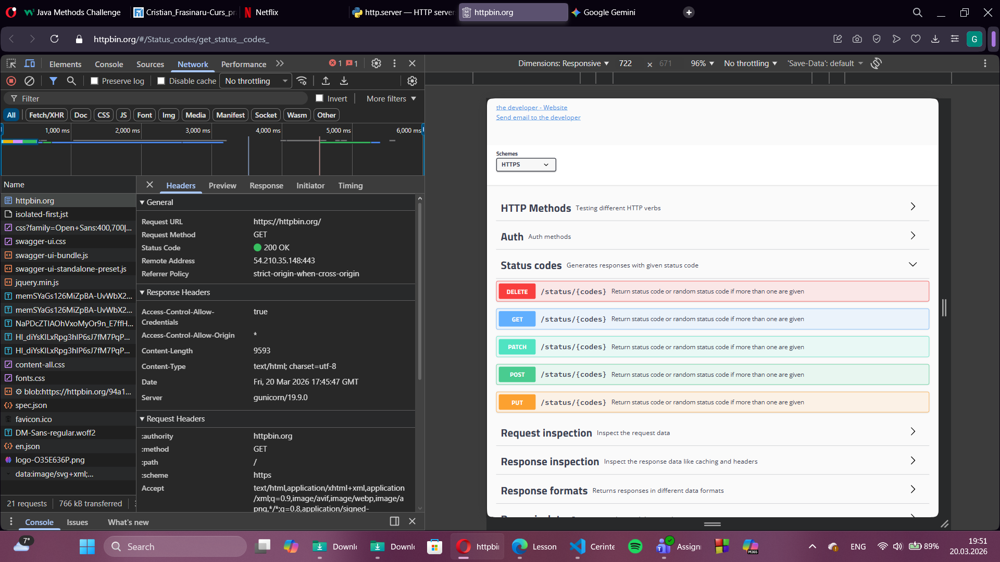 Java Methods Challenge
Cristian_Frasinaru-Curs_pr
Netflix
http.server — HTTP server
httpbin.org
Google Gemini
httpbin.org/#/Status_codes/get_status__codes_
G
Elements
Console
Sources
Network
Performance
1
1
Dimensions: Responsive
722
×
671
96%
No throttling
'Save-Data': default
Preserve log
Disable cache
No throttling
Filter
Invert
More filters
All
Fetch/XHR
Doc
CSS
JS
Font
Img
Media
Manifest
Socket
Wasm
Other
1,000 ms
2,000 ms
3,000 ms
4,000 ms
5,000 ms
6,000 ms
Name
httpbin.org
isolated-first.jst
css?family=Open+Sans:400,700|...
swagger-ui.css
swagger-ui-bundle.js
swagger-ui-standalone-preset.js
jquery.min.js
memSYaGs126MiZpBA-UvWbX2...
memSYaGs126MiZpBA-UvWbX2...
NaPDcZTIAOhVxoMyOr9n_E7ffH...
HI_diYsKILxRpg3hIP6sJ7fM7PqP...
HI_diYsKILxRpg3hIP6sJ7fM7PqP...
content-all.css
fonts.css
blob:https://httpbin.org/94a1...
spec.json
favicon.ico
DM-Sans-regular.woff2
en.json
logo-O35E636P.png
data:image/svg+xml;...
21 requests
766 kB transferred
Headers
Preview
Response
Initiator
Timing
General
Request URL
https://httpbin.org/
Request Method
GET
Status Code
200 OK
Remote Address
54.210.35.148:443
Referrer Policy
strict-origin-when-cross-origin
Response Headers
Access-Control-Allow-
Credentials
true
Access-Control-Allow-Origin
*
Content-Length
9593
Content-Type
text/html; charset=utf-8
Date
Fri, 20 Mar 2026 17:45:47 GMT
Server
gunicorn/19.9.0
Request Headers
:authority
httpbin.org
:method
GET
:path
/
:scheme
https
Accept
text/html,application/xhtml+xml,application
/xml;q=0.9,image/avif,image/webp,image/a
png,*/*;q=0.8,application/signed-
Console
Issues
What's new
the developer - Website
Send email to the developer
Schemes
HTTPS
HTTP Methods Testing different HTTP verbs
Auth Auth methods
Status codes Generates responses with given status code
DELETE /status/{codes} Return status code or random status code if more than one are given
GET /status/{codes} Return status code or random status code if more than one are given
PATCH /status/{codes} Return status code or random status code if more than one are given
POST /status/{codes} Return status code or random status code if more than one are given
PUT /status/{codes} Return status code or random status code if more than one are given
Request inspection Inspect the request data
Response inspection Inspect the response data like caching and headers
Response formats Returns responses in different data formats
7°
Search
Downl
Downl
httpbi
Lesson
Cerinte
Assign
M365
ENG
89%
19:51
20.03.2026